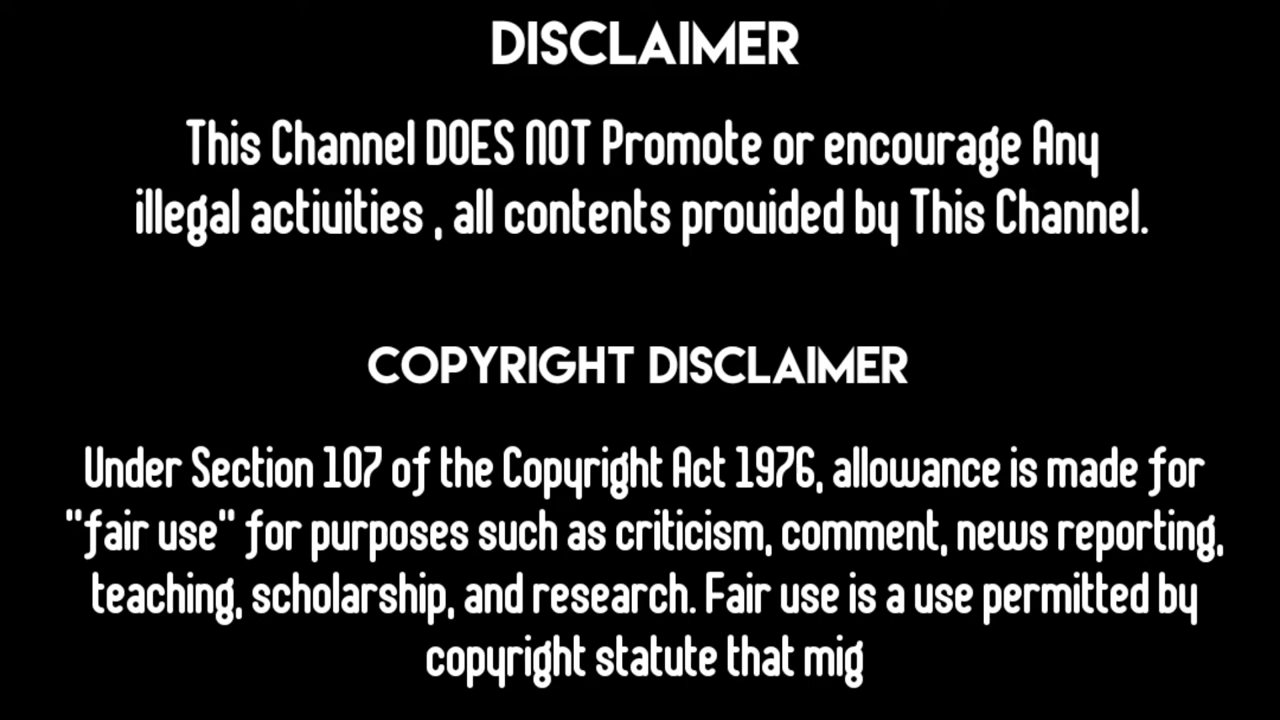 DISCLAIMER
This Channel DOES NOT Promote or encourage Any
illegal activities , all contents provided by This Channel.
COPYRIGHT DISCLAIMER
Under Section 107 of the Copyright Act 1976, allowance is made for
"fair use" for purposes such as criticism, comment, news reporting,
teaching, scholarship, and research. Fair use is a use permitted by
copyright statute that mig